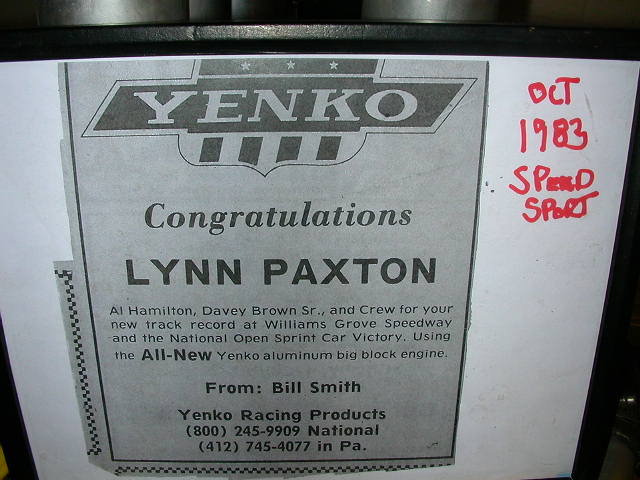 YENKO
Congratulations
LYNN PAXTON
Al Hamilton, Davey Brown Sr., and Crew for your
new track record at Williams Grove Speedway
and the National Open Sprint Car Victory. Using
the All-New Yenko aluminum big block engine.
From: Bill Smith
Yenko Racing Products
(800) 245-9909 National
(412) 745-4077 in Pa.
OCT
1983
SPEED
SPORT